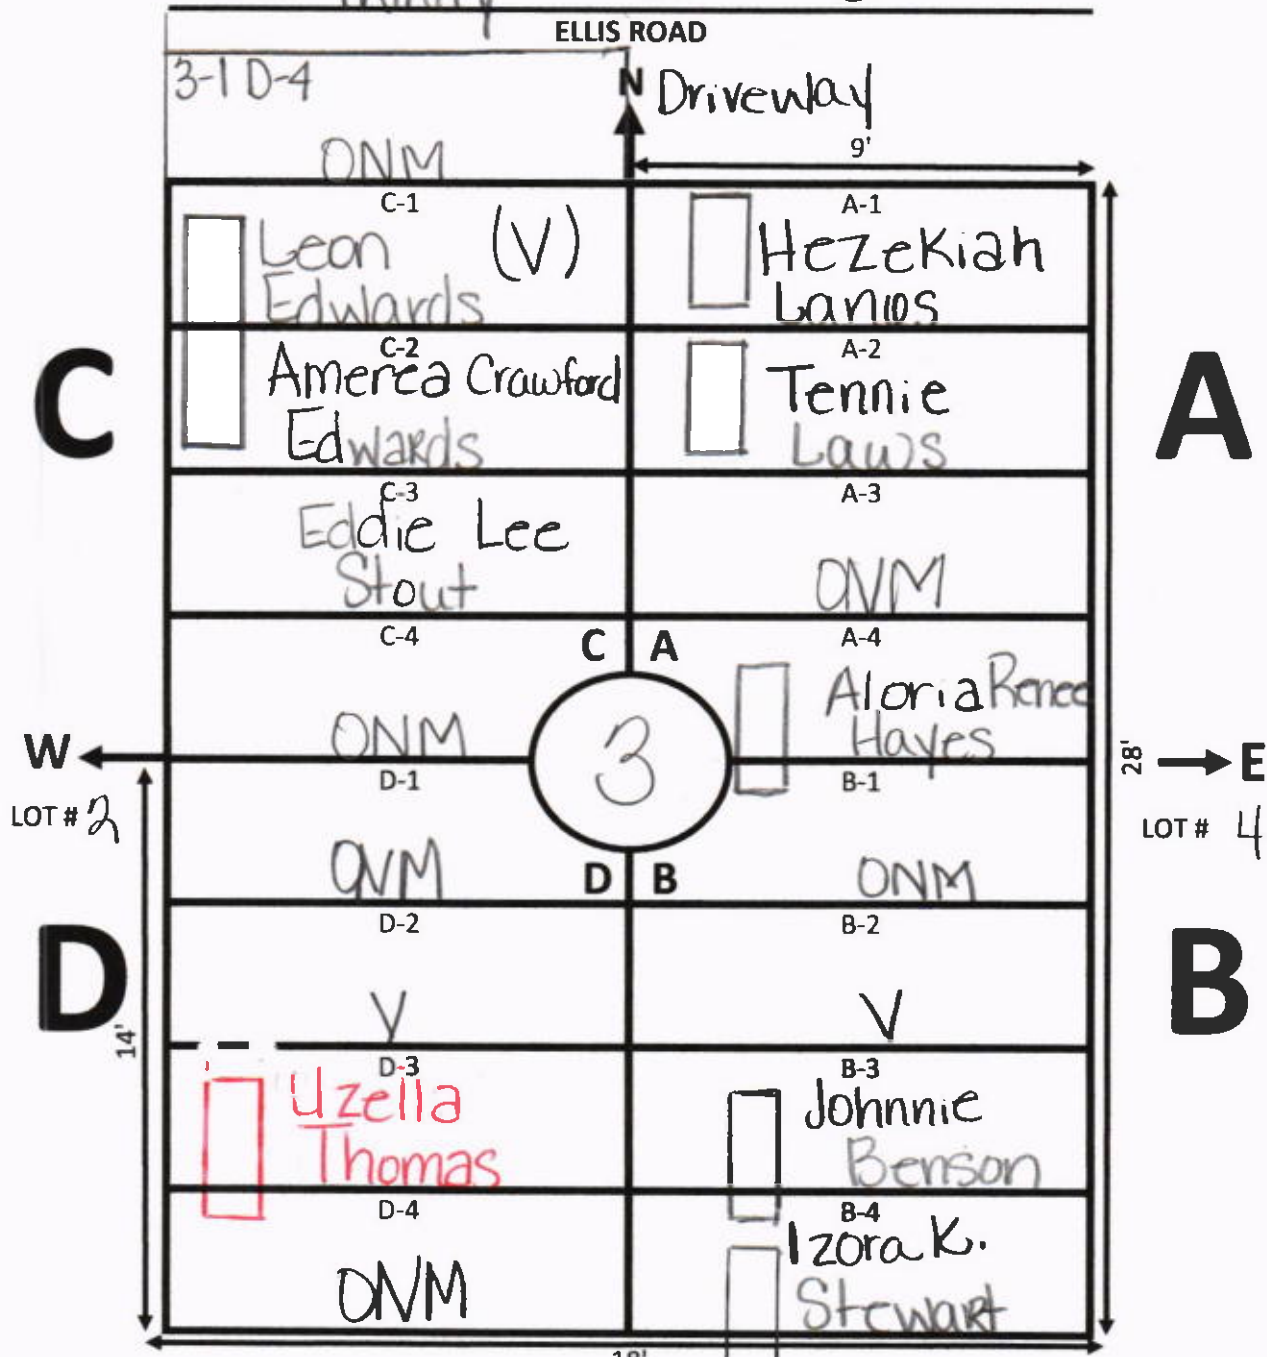 ELLIS ROAD
3-1 D-4
N Driveway
ONM
9'
C-1
Leon (V)
Edwards
A-1
Hezekiah
C-2
Amerea Crawford
Edwards
A-2
Tennie
Laws
C-3
Eddie Lee
Stout
A-3
ONM
C-4
ONM
C A
A-4
Aloria Renee
Hayes
C
A
W
E
3
28'
LOT # 2
LOT # 4
D-1
ONM
D B
B-1
ONM
D-2
V
B-2
V
D
B
14'
D-3
Uzella
Thomas
B-3
Johnnie
Benson
D-4
ONM
B-4
Izora K.
Stewart
18'